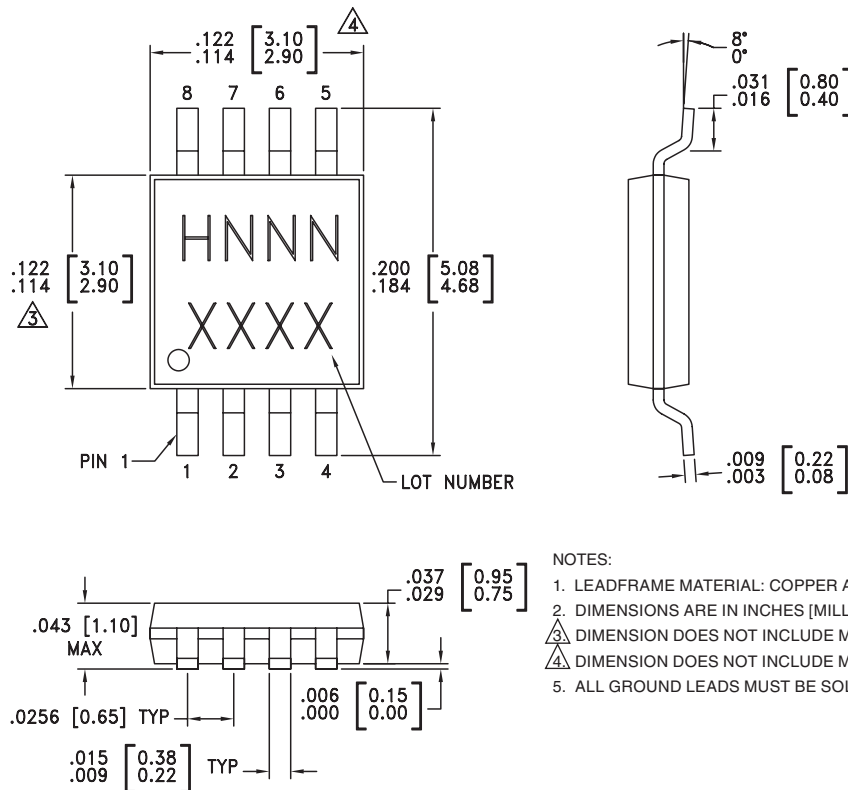 .122 [3.10]
.114 [2.90]
4
8°
0°
.031 [0.80]
.016 [0.40]
8 7 6 5
HNNN
XXXX
.122 [3.10]
.114 [2.90]
3
.200 [5.08]
.184 [4.68]
PIN 1
1 2 3 4
LOT NUMBER
.009 [0.22]
.003 [0.08]
.037 [0.95]
.029 [0.75]
.043 [1.10]
MAX
.0256 [0.65] TYP
.006 [0.15]
.000 [0.00]
.015 [0.38] TYP
.009 [0.22]
NOTES:
1. LEADFRAME MATERIAL: COPPER
2. DIMENSIONS ARE IN INCHES
3. DIMENSION DOES NOT INCLUDE
4. DIMENSION DOES NOT INCLUDE
5. ALL GROUND LEADS MUST BE